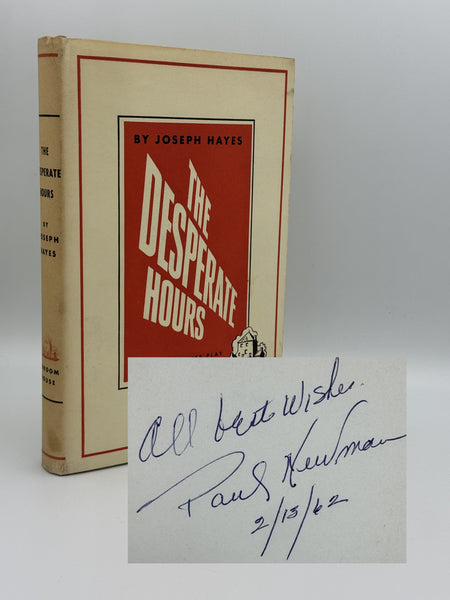 BY JOSEPH HAYES
THE
DESPERATE
HOURS
PLAY
THE
DESPERATE
HOURS
BY
JOSEPH
HAYES
RANDOM
HOUSE
All best Wishes.
Paul Newman
2/13/62